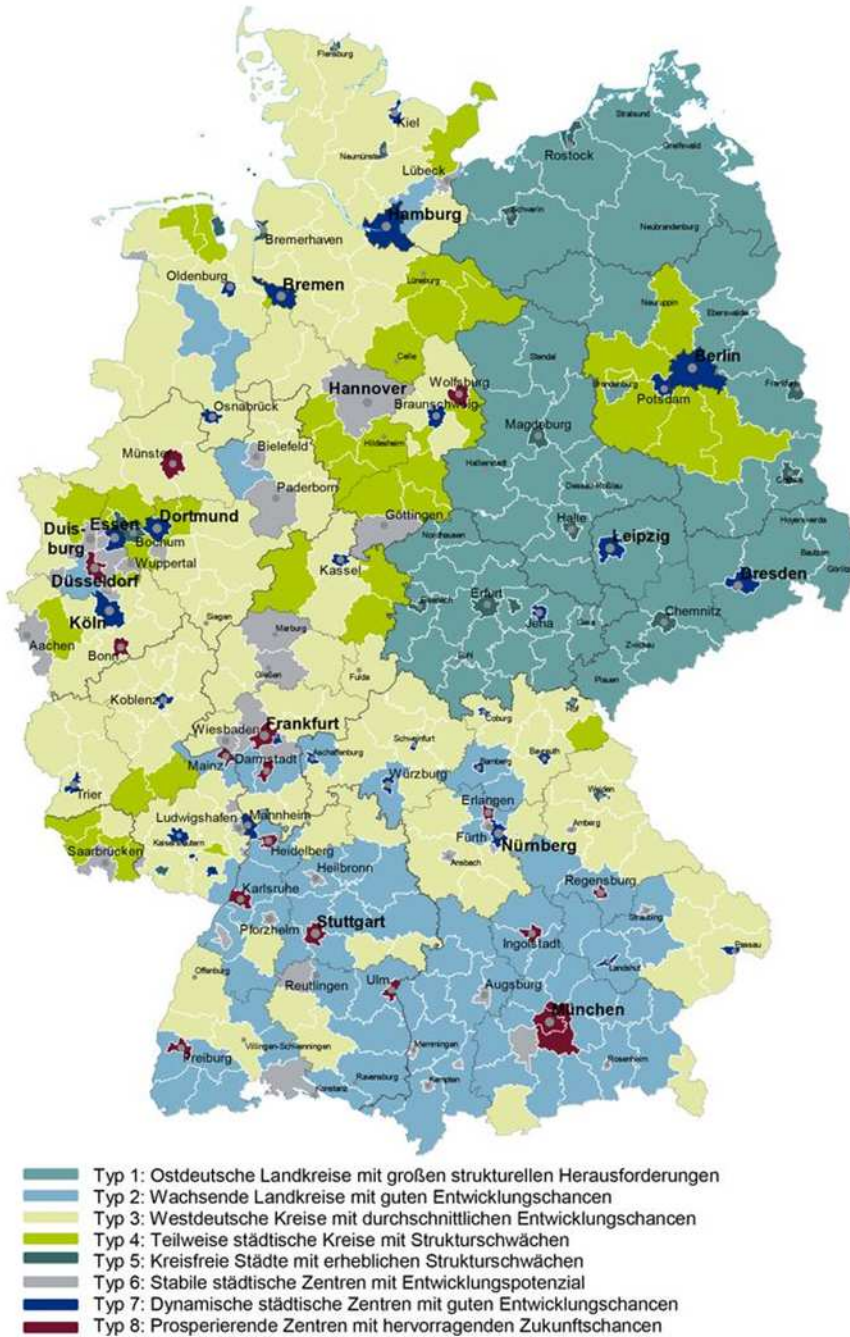 Flensburg
Kiel
Stralsund
Neumünster
Rostock
Greifswald
Lübeck
Hamburg
Schwerin
Neubrandenburg
Bremerhaven
Oldenburg
Bremen
Lüneburg
Neuruppin
Eberswalde
Celle
Stendal
Berlin
Hannover
Wolfsburg
Brandenburg
Potsdam
Frankfurt
Osnabrück
Braunschweig
Magdeburg
Münster
Bielefeld
Hildesheim
Halberstadt
Paderborn
Dessau-Roßlau
Cottbus
Göttingen
Duis-
burg
Essen
Dortmund
Bochum
Nordhausen
Halle
Leipzig
Hoyerswerda
Wuppertal
Düsseldorf
Kassel
Bautzen
Görlitz
Dresden
Köln
Eisenach
Erfurt
Jena
Gera
Chemnitz
Siegen
Aachen
Marburg
Zwickau
Bonn
Gießen
Suhl
Plauen
Fulda
Koblenz
Hof
Coburg
Wiesbaden
Frankfurt
Schweinfurt
Mainz
Darmstadt
Aschaffenburg
Bayreuth
Bamberg
Trier
Würzburg
Weiden
Erlangen
Ludwigshafen
Mannheim
Fürth
Amberg
Kaiserslautern
Nürnberg
Saarbrücken
Heidelberg
Ansbach
Heilbronn
Regensburg
Karlsruhe
Straubing
Pforzheim
Stuttgart
Ingolstadt
Passau
Landshut
Offenburg
Reutlingen
Ulm
Augsburg
München
Villingen-Schwenningen
Memmingen
Freiburg
Rosenheim
Ravensburg
Kempten
Konstanz
Typ 1: Ostdeutsche Landkreise mit großen strukturellen Herausforderungen
Typ 2: Wachsende Landkreise mit guten Entwicklungschancen
Typ 3: Westdeutsche Kreise mit durchschnittlichen Entwicklungschancen
Typ 4: Teilweise städtische Kreise mit Strukturschwächen
Typ 5: Kreisfreie Städte mit erheblichen Strukturschwächen
Typ 6: Stabile städtische Zentren mit Entwicklungspotenzial
Typ 7: Dynamische städtische Zentren mit guten Entwicklungschancen
Typ 8: Prosperierende Zentren mit hervorragenden Zukunftschancen